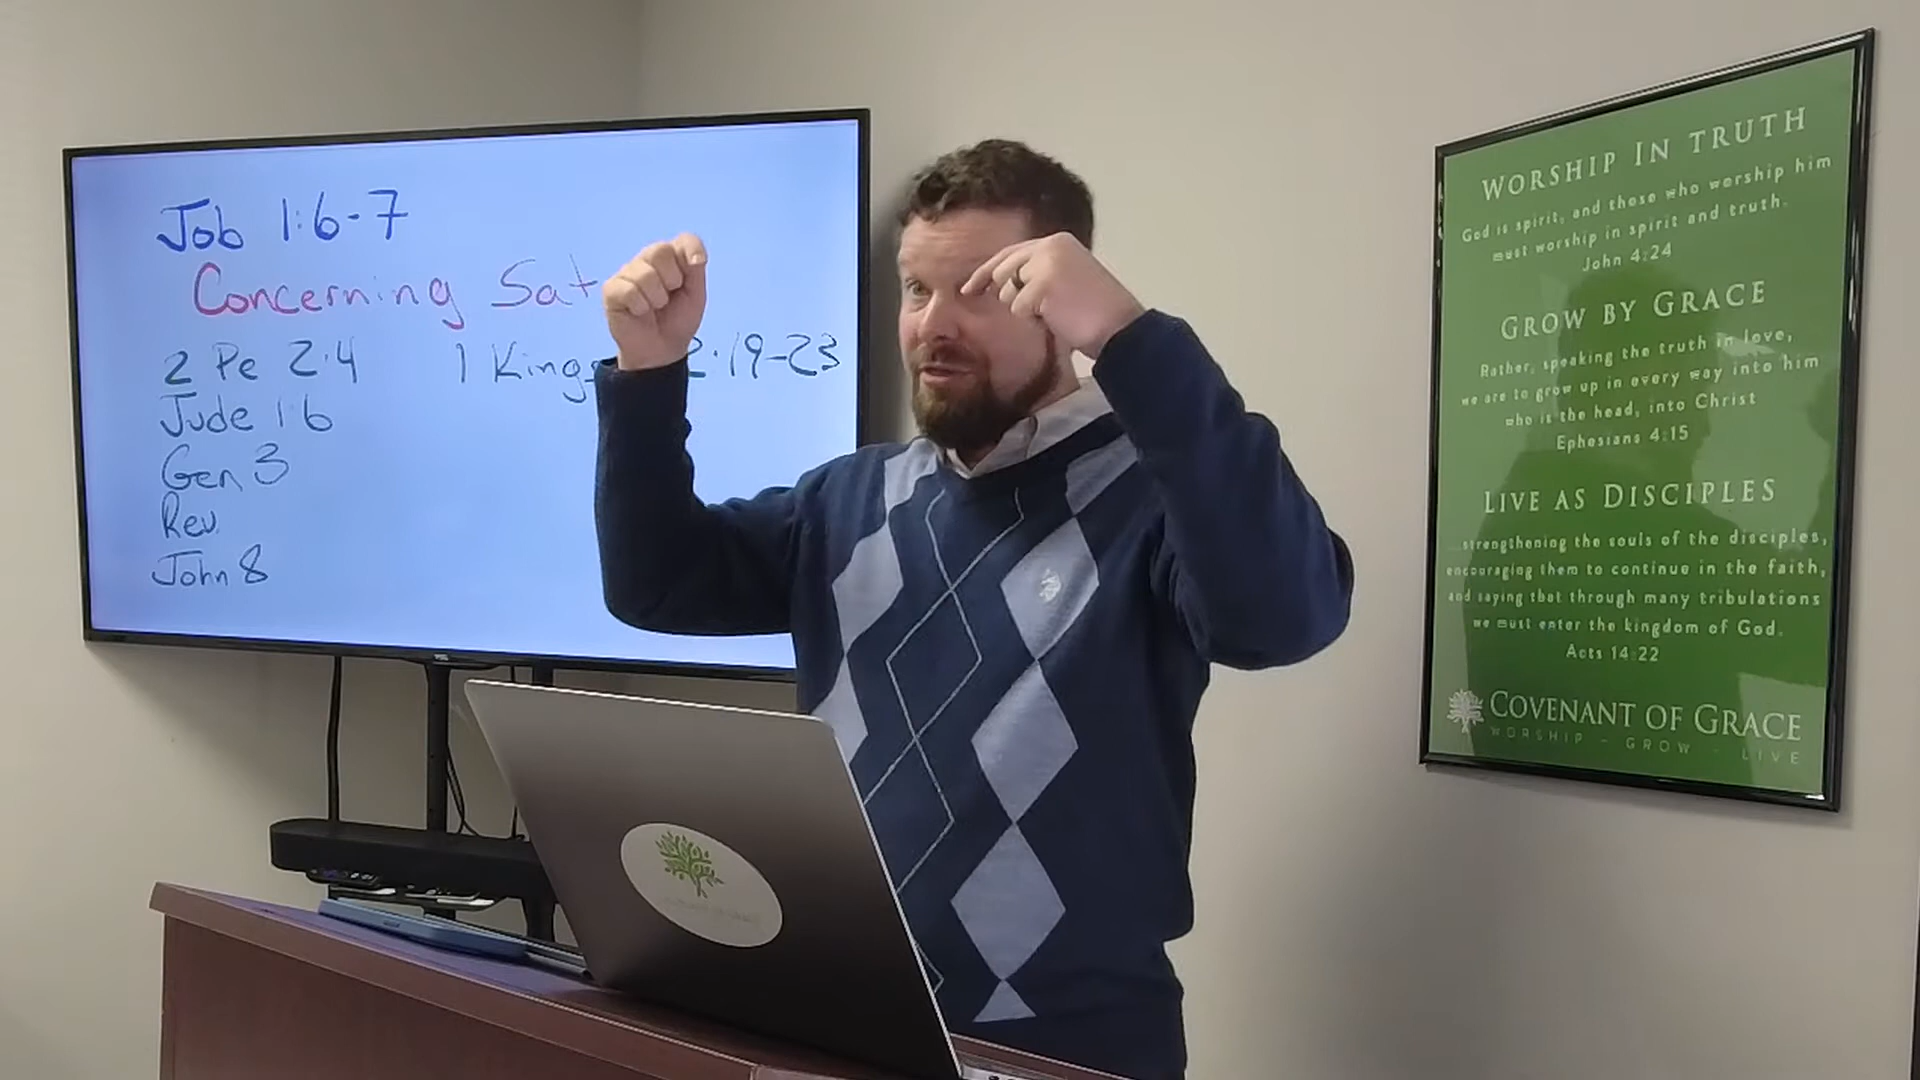 Job 1:6-7
Concerning Sat
2 Pe 2:4
1 King 2:19-23
Jude 1 6
Gen 3
Rev.
John 8
WORSHIP IN TRUTH
God is spirit, and those who worship him
must worship in spirit and truth.
John 4:24
GROW BY GRACE
Rather, speaking the truth in love,
we are to grow up in every way into him
who is the head, into Christ
Ephesians 4:15
LIVE AS DISCIPLES
...strengthening the souls of the disciples,
encouraging them to continue in the faith,
and saying that through many tribulations
we must enter the kingdom of God.
Acts 14:22
COVENANT OF GRACE
WORSHIP - GROW - LIVE